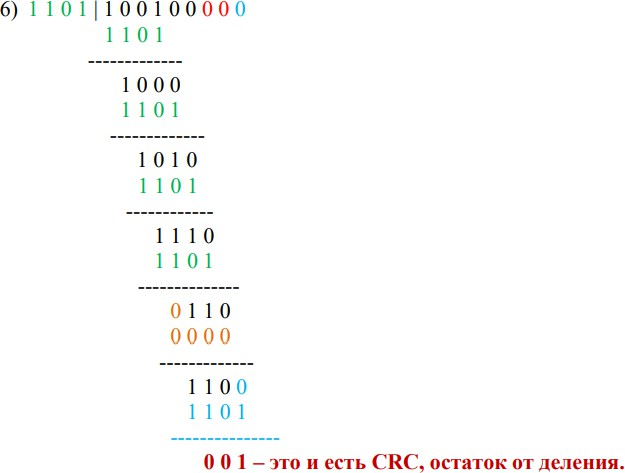 6) 1 1 0 1 | 1 0 0 1 0 0 0 0 0
1 1 0 1
-------------
1 0 0 0
1 1 0 1
-------------
1 0 1 0
1 1 0 1
------------
1 1 1 0
1 1 0 1
--------------
0 1 1 0
0 0 0 0
-------------
1 1 0 0
1 1 0 1
---------------
0 0 1 – это и есть CRC, остаток от деления.